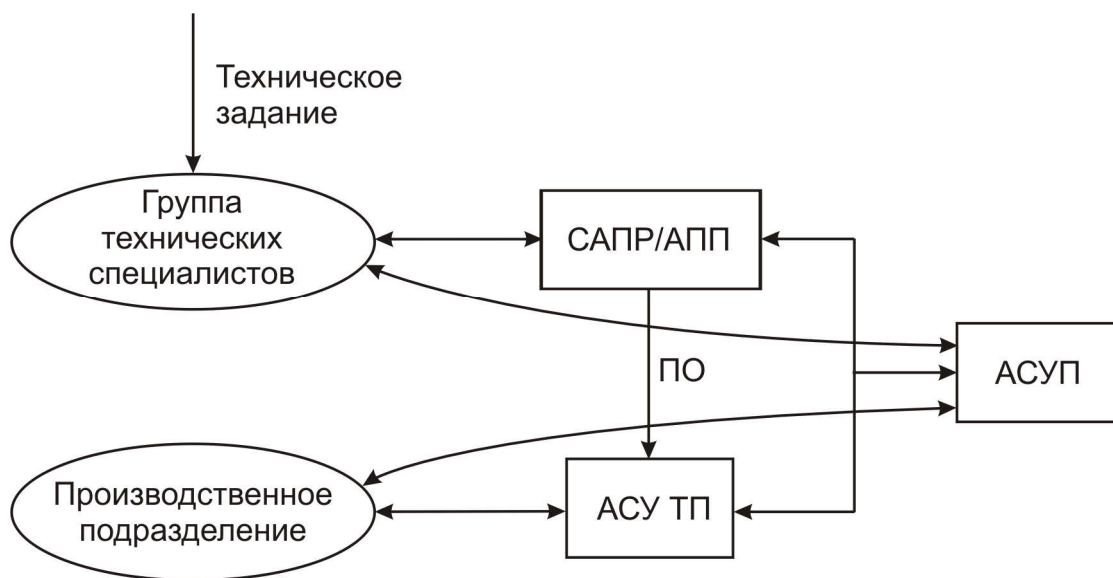 Техническое
задание
Группа
технических
специалистов
САПР/АПП
АСУП
ПО
Производственное
подразделение
АСУ ТП